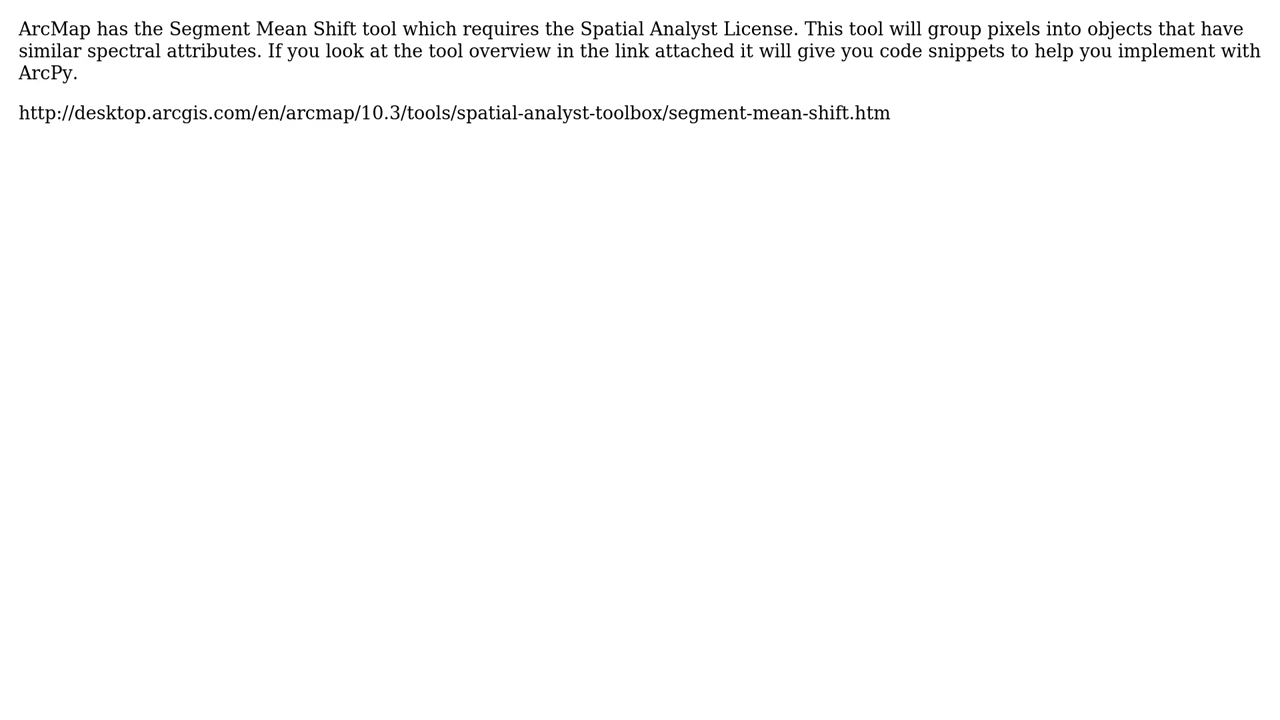 ArcMap has the Segment Mean Shift tool which requires the Spatial Analyst License. This tool will group pixels into objects that have
similar spectral attributes. If you look at the tool overview in the link attached it will give you code snippets to help you implement with
ArcPy.
http://desktop.arcgis.com/en/arcmap/10.3/tools/spatial-analyst-toolbox/segment-mean-shift.htm